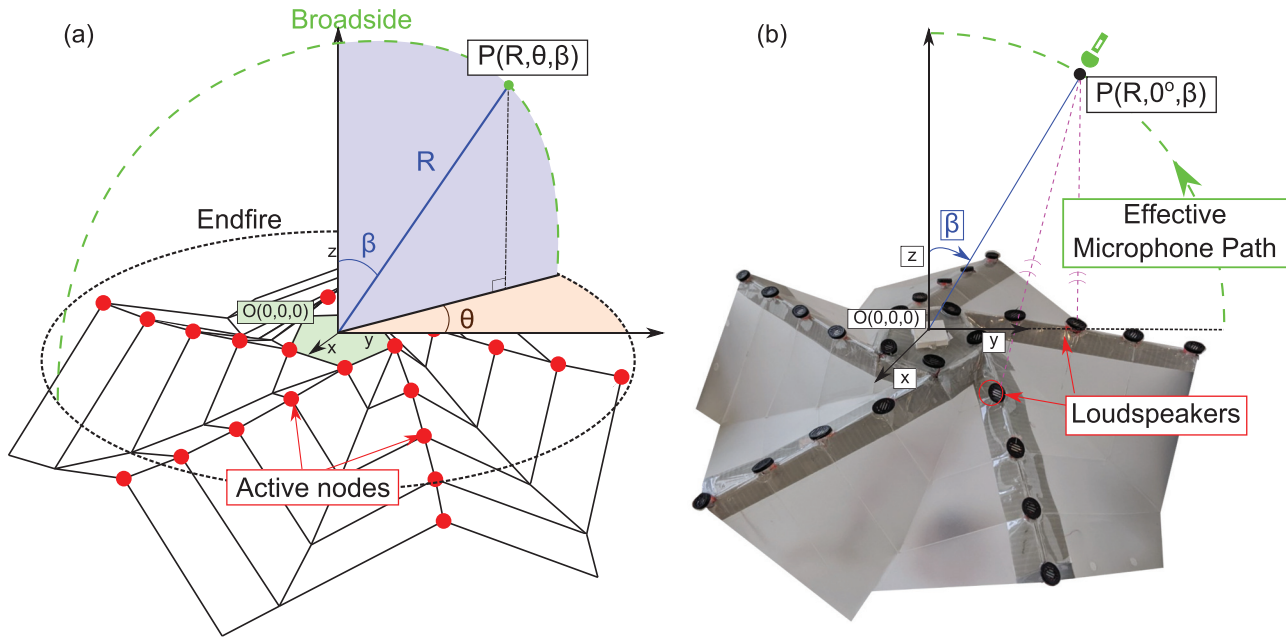 (a)
Broadside
P(R,θ,β)
R
Endfire
β
z
O(0,0,0)
θ
y
x
Active nodes
(b)
P(R,0°,β)
Effective
Microphone Path
β
z
O(0,0,0)
y
x
Loudspeakers